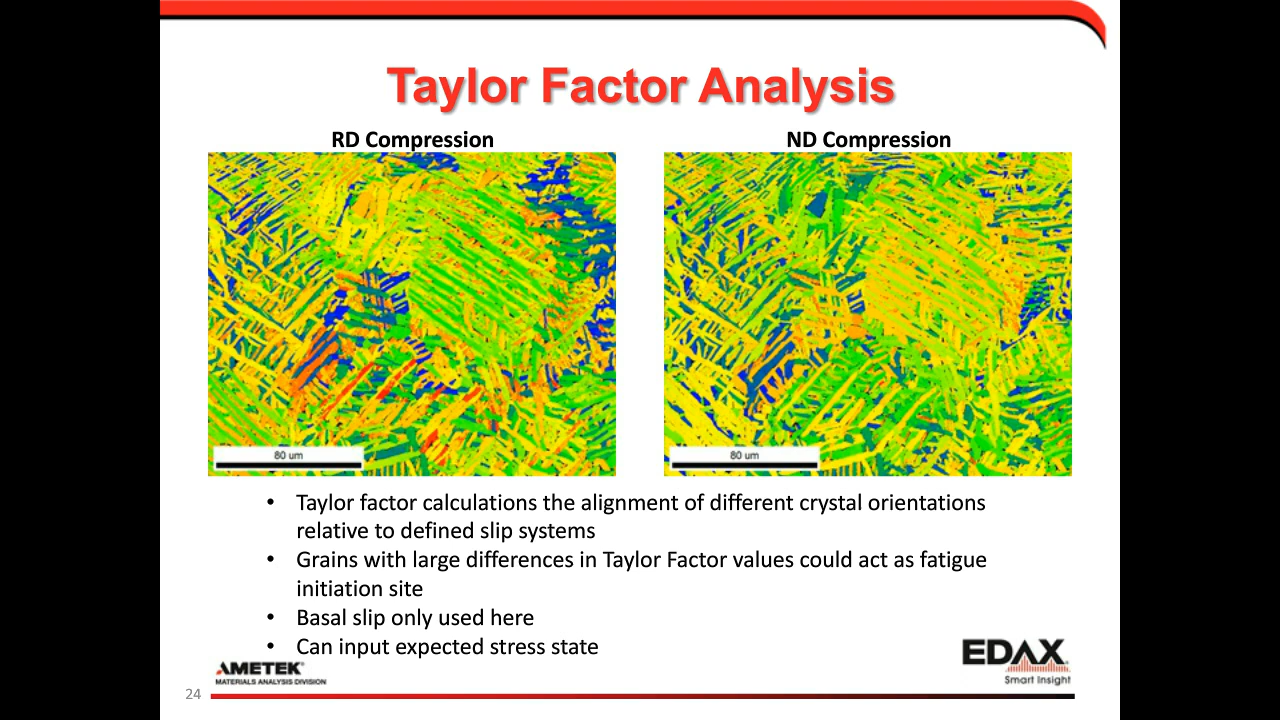 Taylor Factor Analysis
RD Compression
ND Compression
80 um
80 um
• Taylor factor calculations the alignment of different crystal orientations
relative to defined slip systems
• Grains with large differences in Taylor Factor values could act as fatigue
initiation site
• Basal slip only used here
• Can input expected stress state
AMETEK®
MATERIALS ANALYSIS DIVISION
EDAX
Smart Insight
24